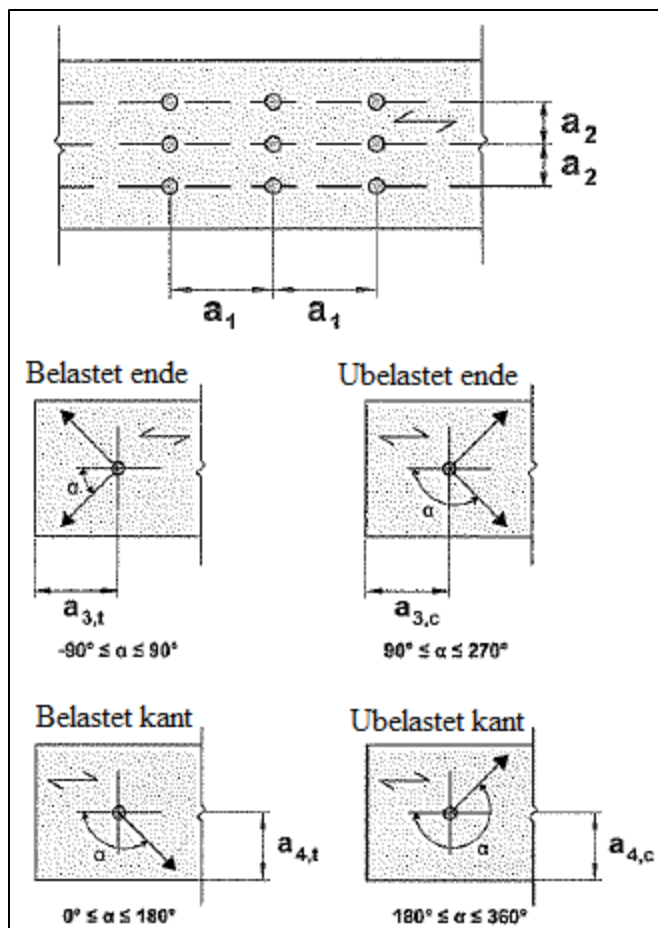 a2
a2
a1 a1
Belastet ende Ubelastet ende
α α
a3,t a3,c
-90° ≤ α ≤ 90° 90° ≤ α ≤ 270°
Belastet kant Ubelastet kant
α α
a4,t a4,c
0° ≤ α ≤ 180° 180° ≤ α ≤ 360°